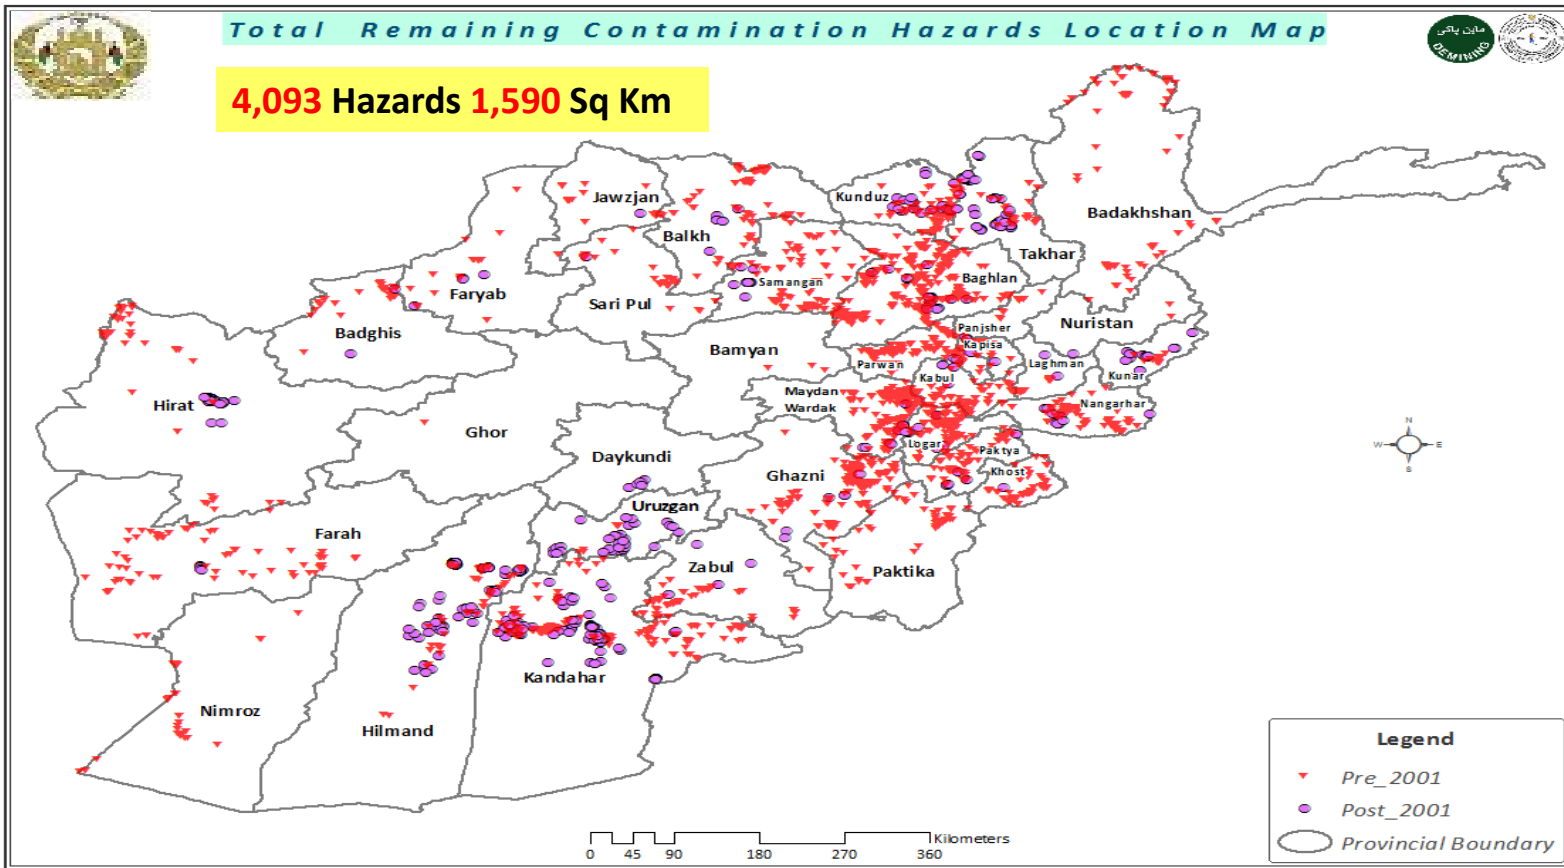 Total Remaining Contamination Hazards Location Map
4,093 Hazards 1,590 Sq Km
ماین پاکی
DEMINING
Jawzjan
Kunduz
Badakhshan
Balkh
Takhar
Samangan
Baghlan
Faryab
Sari Pul
Badghis
Panjsher
Nuristan
Kapisa
Bamyan
Parwan
Laghman
Kabul
Kunar
Maydan
Wardak
Nangarhar
Hirat
Ghor
Logar
Paktya
Daykundi
Khost
Ghazni
Uruzgan
Farah
Zabul
Paktika
Kandahar
Nimroz
Hilmand
N
W E
S
Legend
Pre_2001
Post_2001
Provincial Boundary
Kilometers
0 45 90 180 270 360